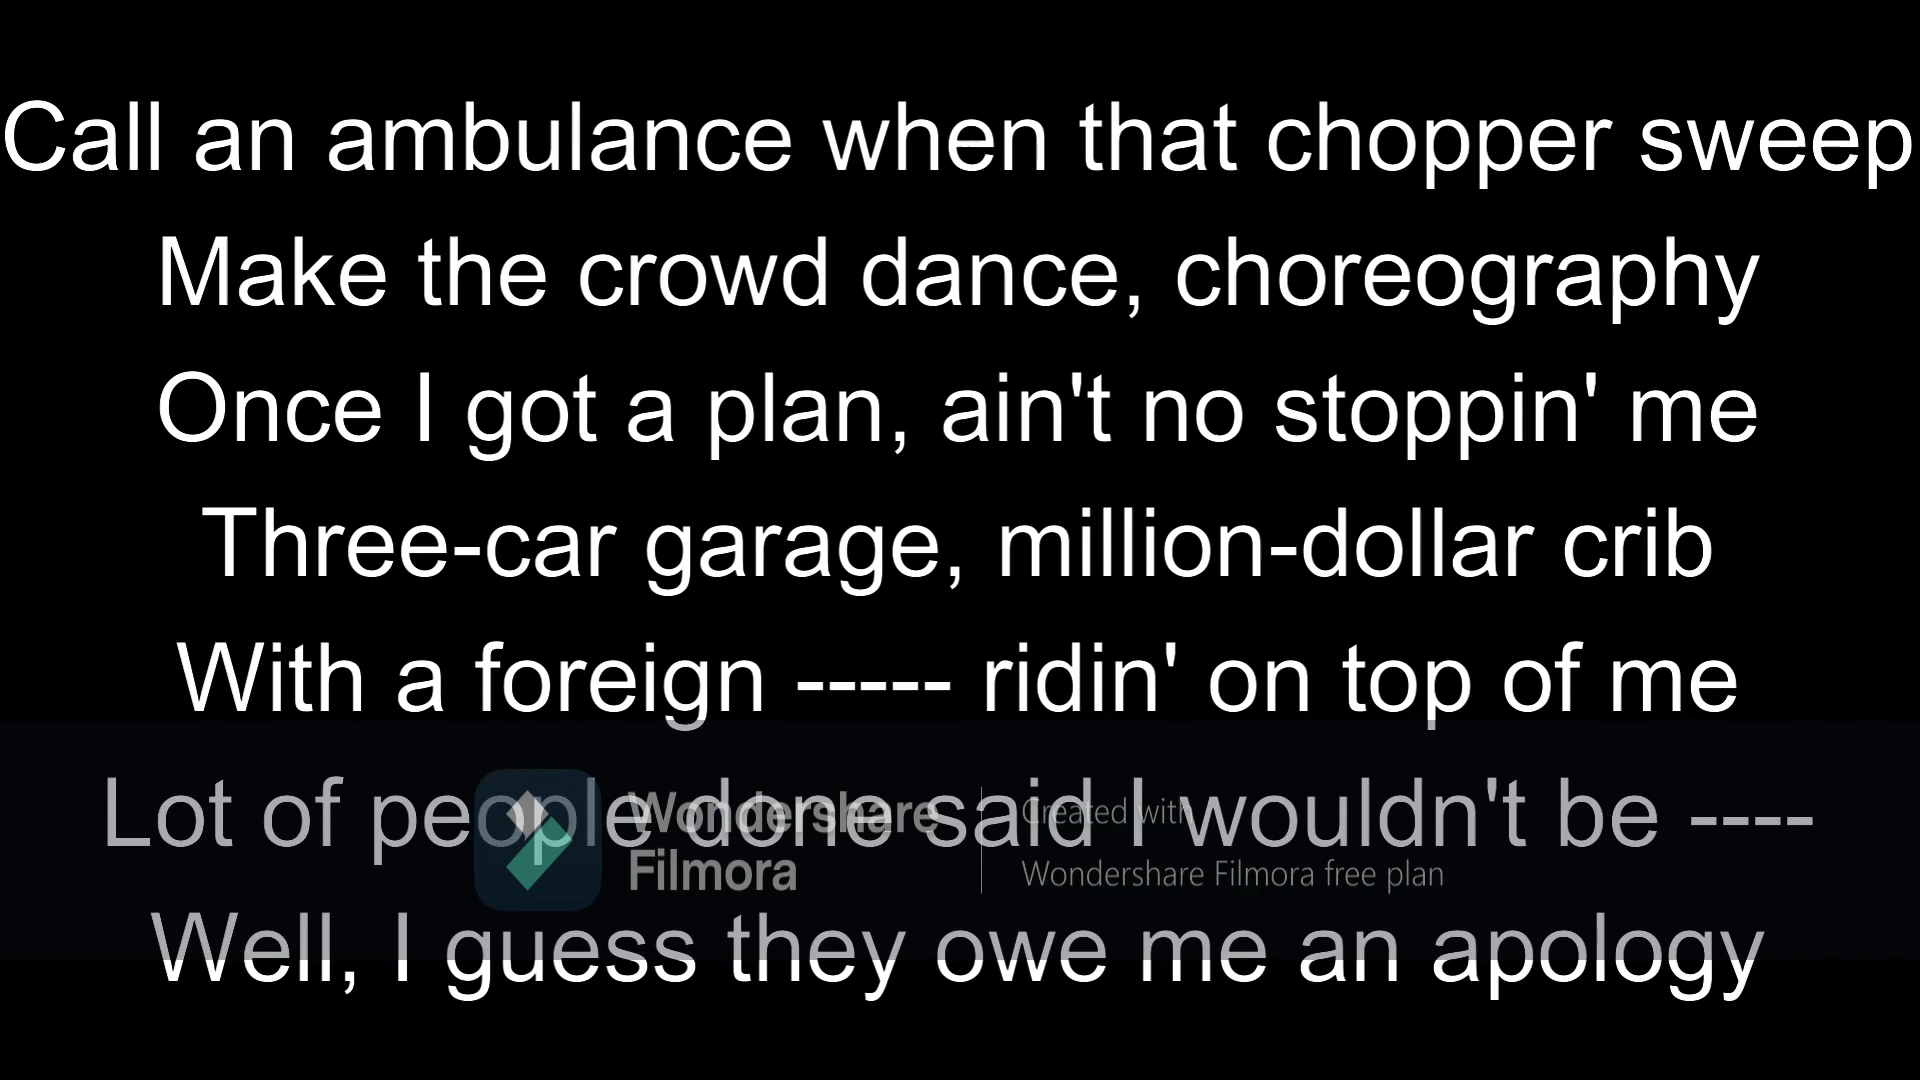 Call an ambulance when that chopper sweep
Make the crowd dance, choreography
Once I got a plan, ain't no stoppin' me
Three-car garage, million-dollar crib
With a foreign ----- ridin' on top of me
Lot of people done said I wouldn't be ----
Wondershare
Filmora
Created with
Wondershare Filmora free plan
Well, I guess they owe me an apology